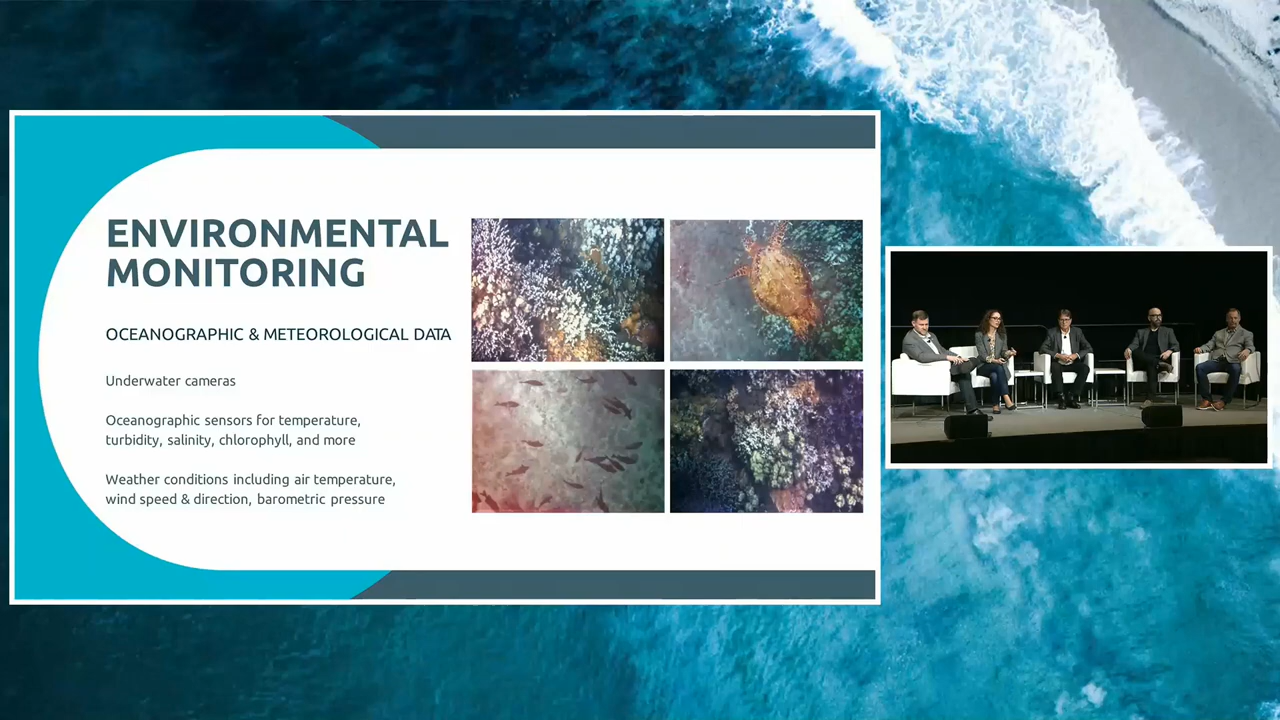 ENVIRONMENTAL
MONITORING
OCEANOGRAPHIC & METEOROLOGICAL DATA
Underwater cameras
Oceanographic sensors for temperature,
turbidity, salinity, chlorophyll, and more
Weather conditions including air temperature,
wind speed & direction, barometric pressure